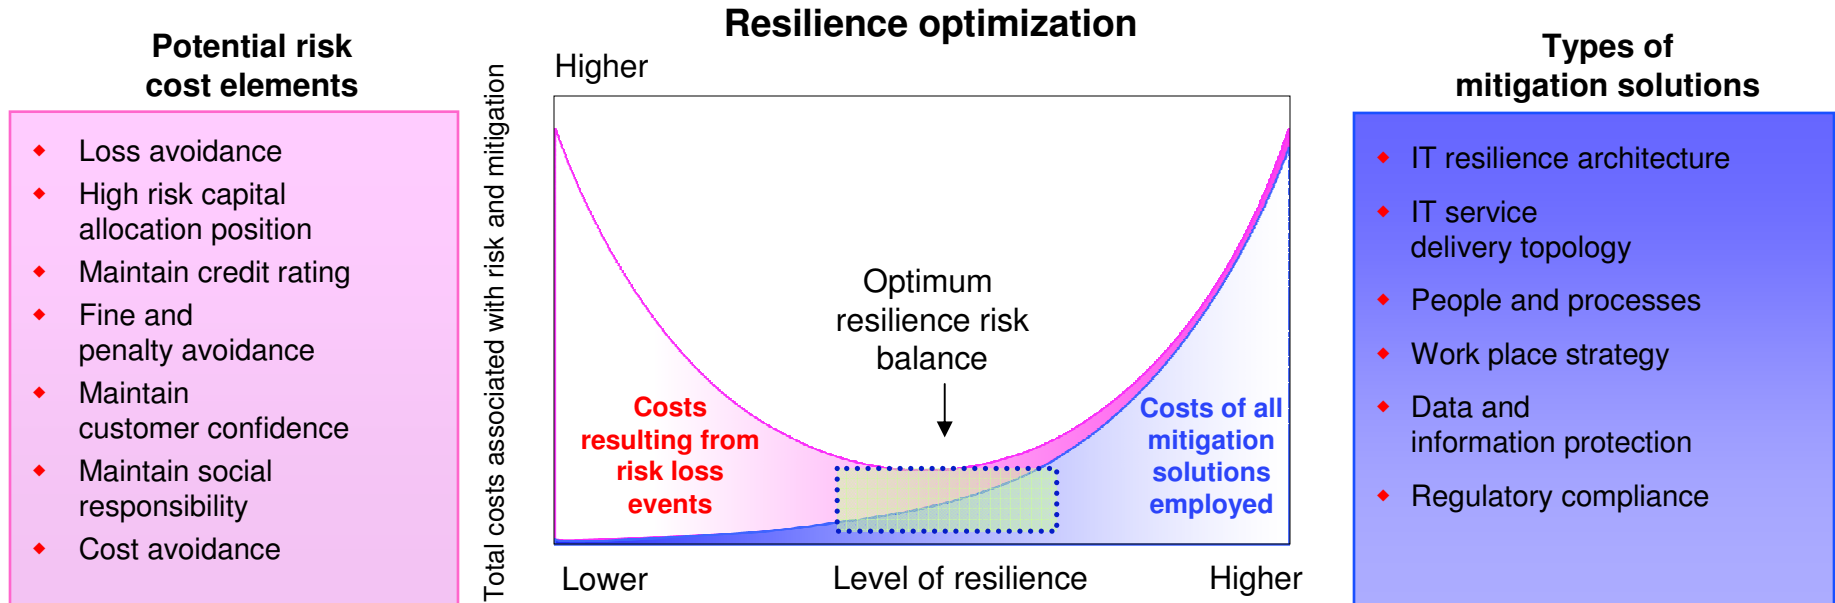 Resilience optimization
Potential risk
cost elements
Loss avoidance
High risk capital
allocation position
Maintain credit rating
Fine and
penalty avoidance
Maintain
customer confidence
Maintain social
responsibility
Cost avoidance
Total costs associated with risk and mitigation
Higher
Optimum
resilience risk
balance
Costs
resulting from
risk loss
events
Costs of all
mitigation
solutions
employed
Lower
Level of resilience
Higher
Types of
mitigation solutions
IT resilience architecture
IT service
delivery topology
People and processes
Work place strategy
Data and
information protection
Regulatory compliance